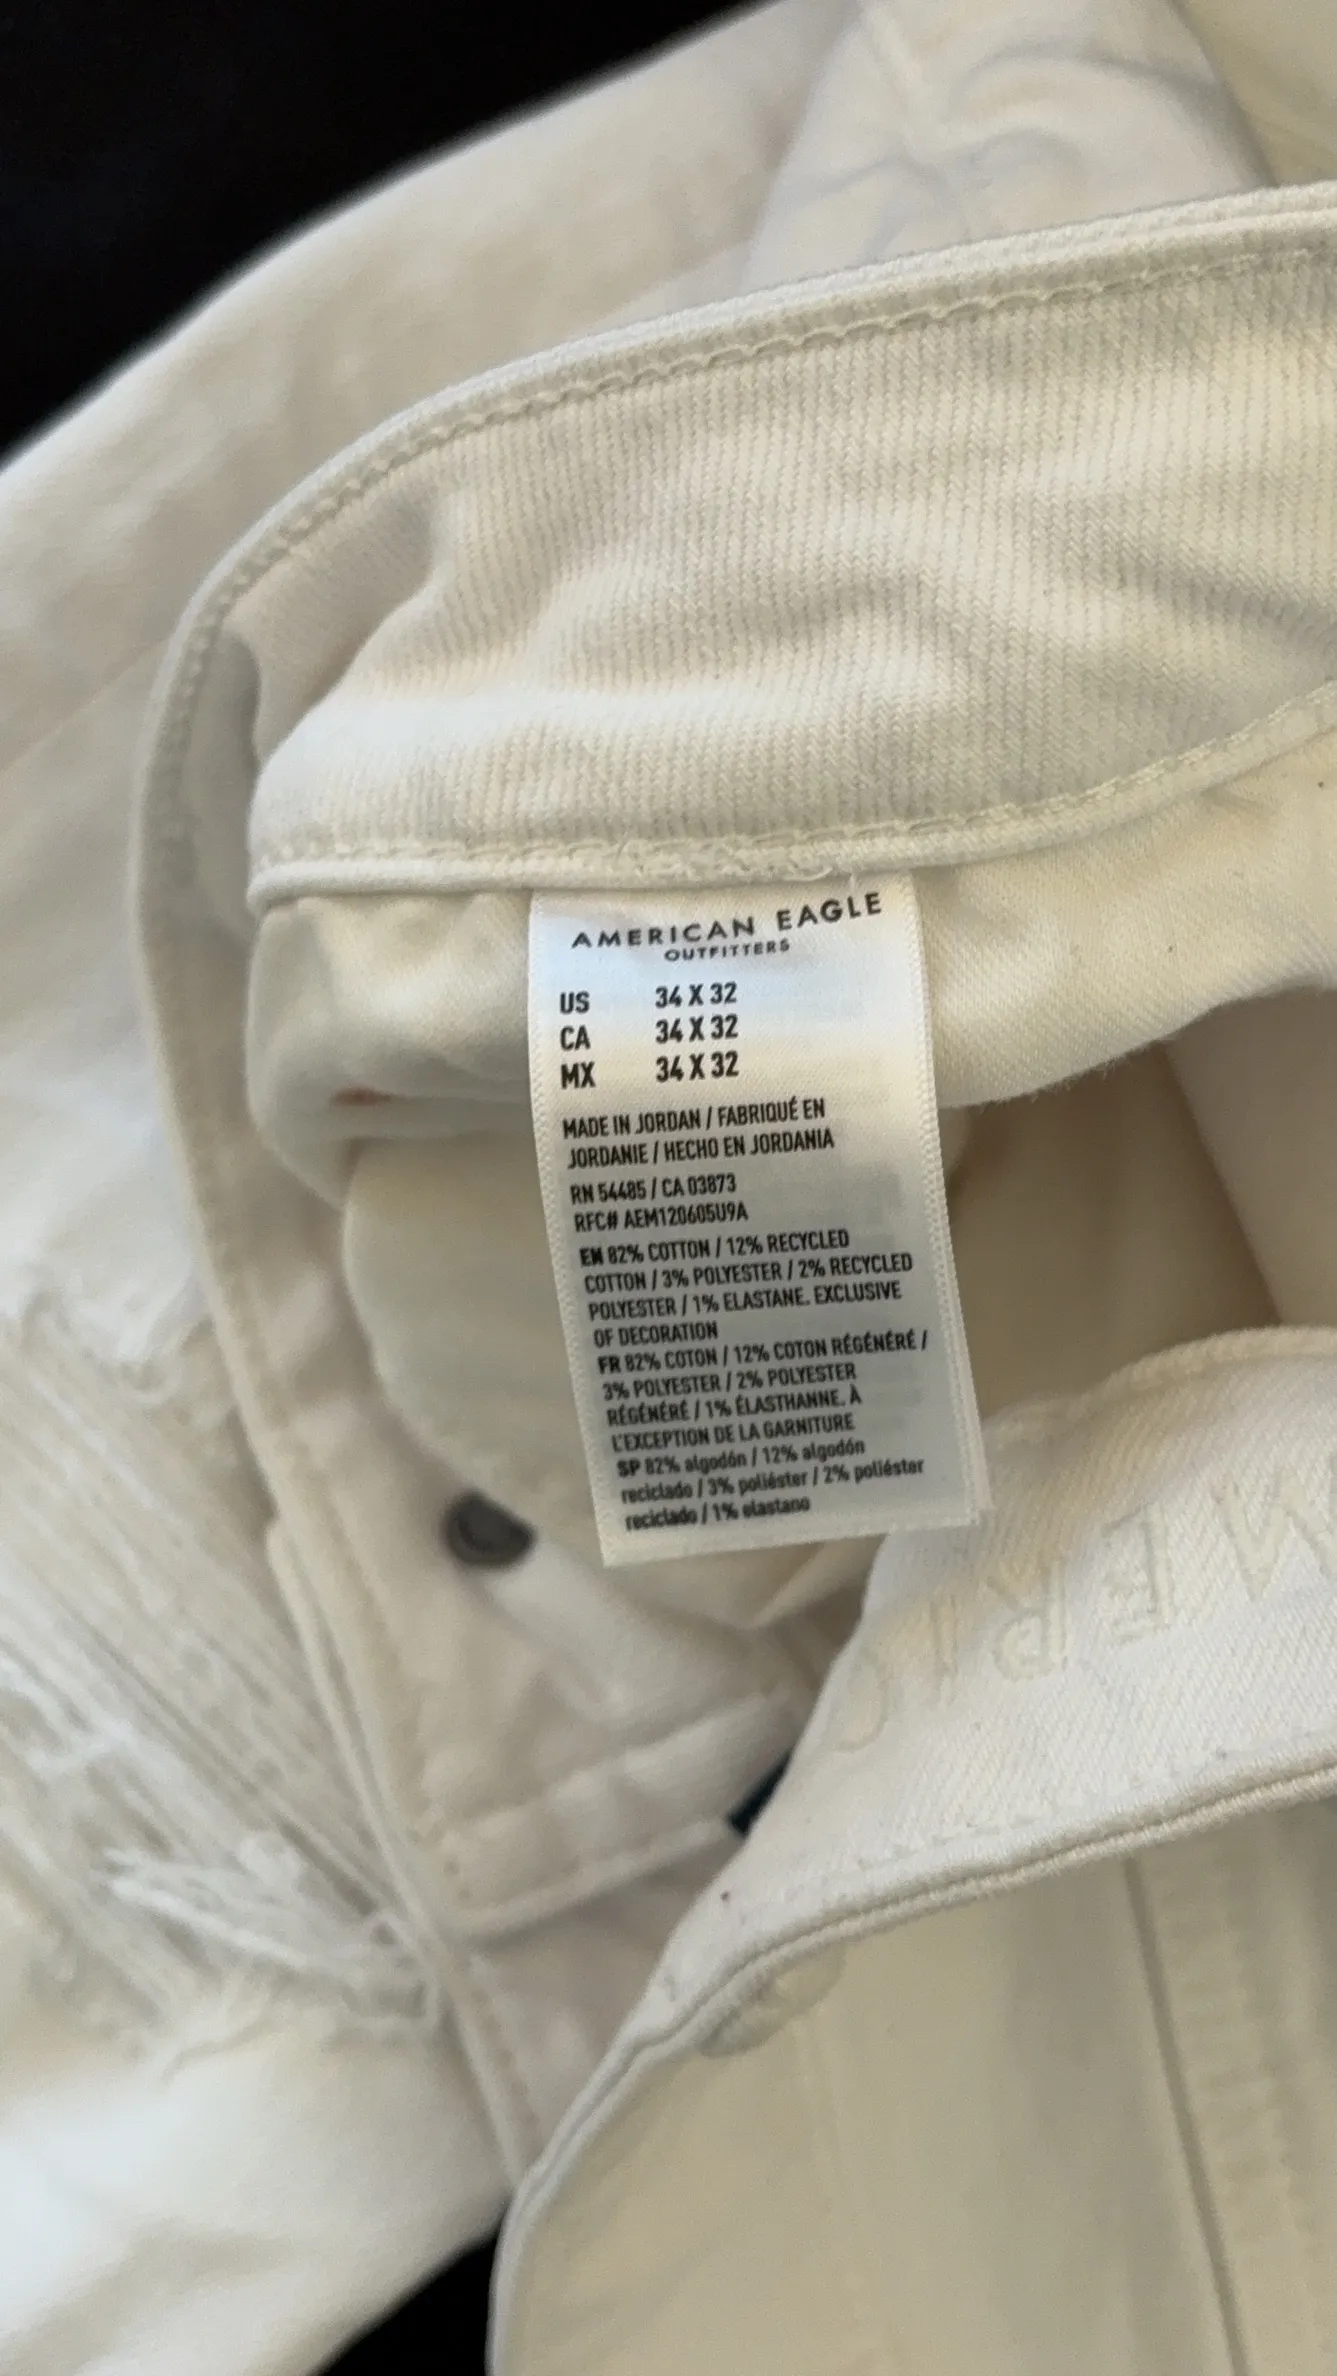 AMERICAN EAGLE
OUTFITTERS
US 34 X 32
CA 34 X 32
MX 34 X 32
MADE IN JORDAN / FABRIQUÉ EN
JORDANIE / HECHO EN JORDANIA
RN 54485 / CA 03873
RFC# AEM120605U9A
EN 82% COTTON / 12% RECYCLED
COTTON / 3% POLYESTER / 2% RECYCLED
POLYESTER / 1% ELASTANE. EXCLUSIVE
OF DECORATION
FR 82% COTON / 12% COTON RÉGÉNÉRÉ /
3% POLYESTER / 2% POLYESTER
RÉGÉNÉRÉ / 1% ÉLASTHANNE. À
L'EXCEPTION DE LA GARNITURE
SP 82% algodón / 12% algodón
reciclado / 3% poliéster / 2% poliéster
reciclado / 1% elastano
MERIC